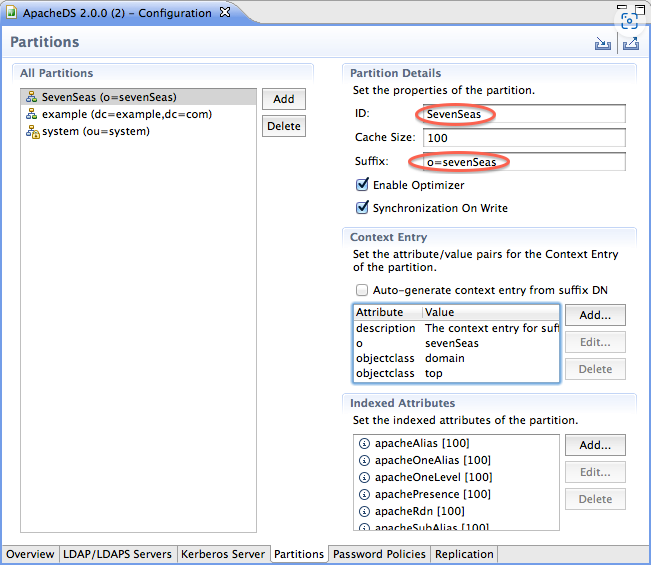 ApacheDS 2.0.0 (2) – Configuration
Partitions
All Partitions
SevenSeas (o=sevenSeas)
example (dc=example,dc=com)
system (ou=system)
Add
Delete
Partition Details
Set the properties of the partition.
ID: SevenSeas
Cache Size: 100
Suffix: o=sevenSeas
Enable Optimizer
Synchronization On Write
Context Entry
Set the attribute/value pairs for the Context Entry
of the partition.
Auto-generate context entry from suffix DN
Attribute Value
description The context entry for suf
o sevenSeas
objectclass domain
objectclass top
Add...
Edit...
Delete
Indexed Attributes
Set the indexed attributes of the partition.
apacheAlias [100]
apacheOneAlias [100]
apacheOneLevel [100]
apachePresence [100]
apacheRdn [100]
apacheSubAlias [100]
Add...
Edit...
Delete
Overview LDAP/LDAPS Servers Kerberos Server Partitions Password Policies Replication